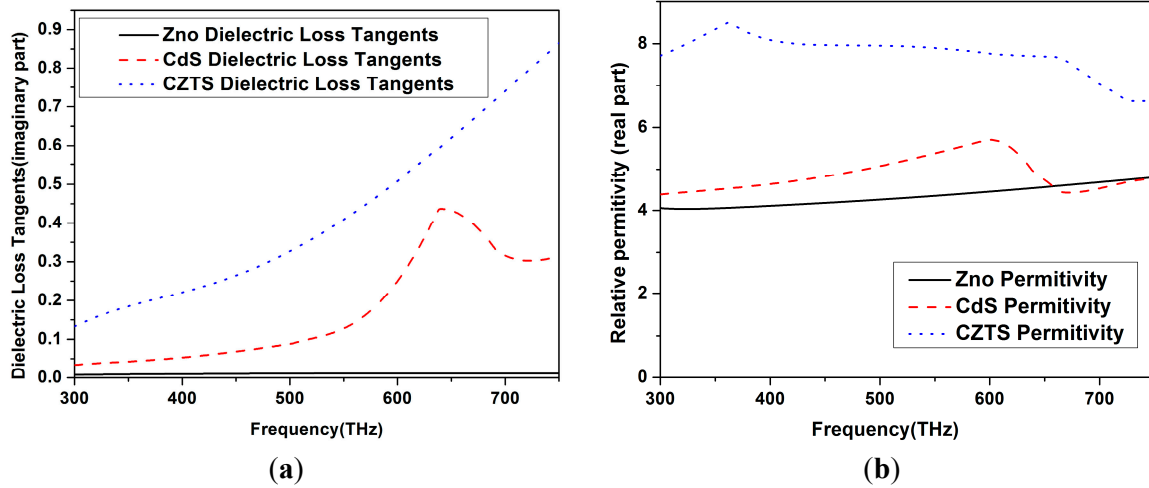 Dielectric Loss Tangents(imaginary part)
0.9
0.8
0.7
0.6
0.5
0.4
0.3
0.2
0.1
0.0
Zno Dielectric Loss Tangents
CdS Dielectric Loss Tangents
CZTS Dielectric Loss Tangents
300 400 500 600 700
Frequency(THz)
(a)
Relative permitivity (real part)
8
6
4
2
0
Zno Permitivity
CdS Permitivity
CZTS Permitivity
300 400 500 600 700
Frequency(THz)
(b)